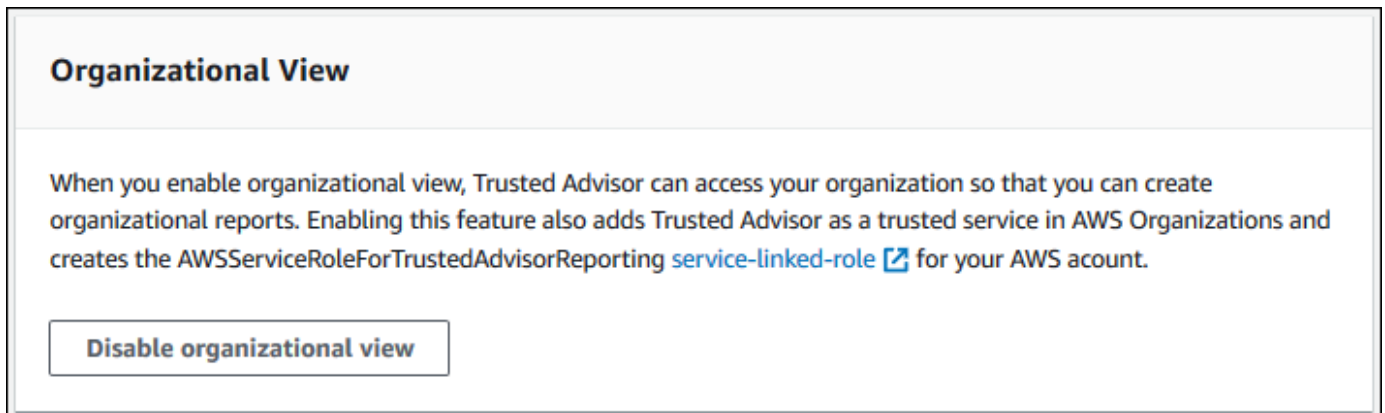 Organizational View
When you enable organizational view, Trusted Advisor can access your organization so that you can create
organizational reports. Enabling this feature also adds Trusted Advisor as a trusted service in AWS Organizations and
creates the AWSServiceRoleForTrustedAdvisorReporting service-linked-role for your AWS acount.
Disable organizational view